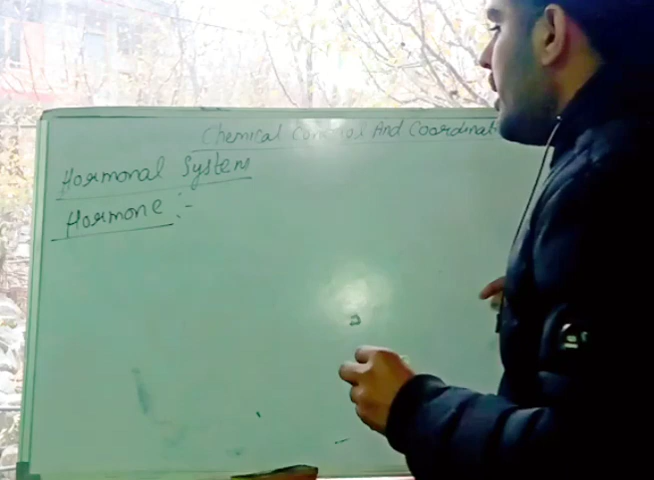 Chemical Control And Coordinati
Hormonal System
Hormone :-